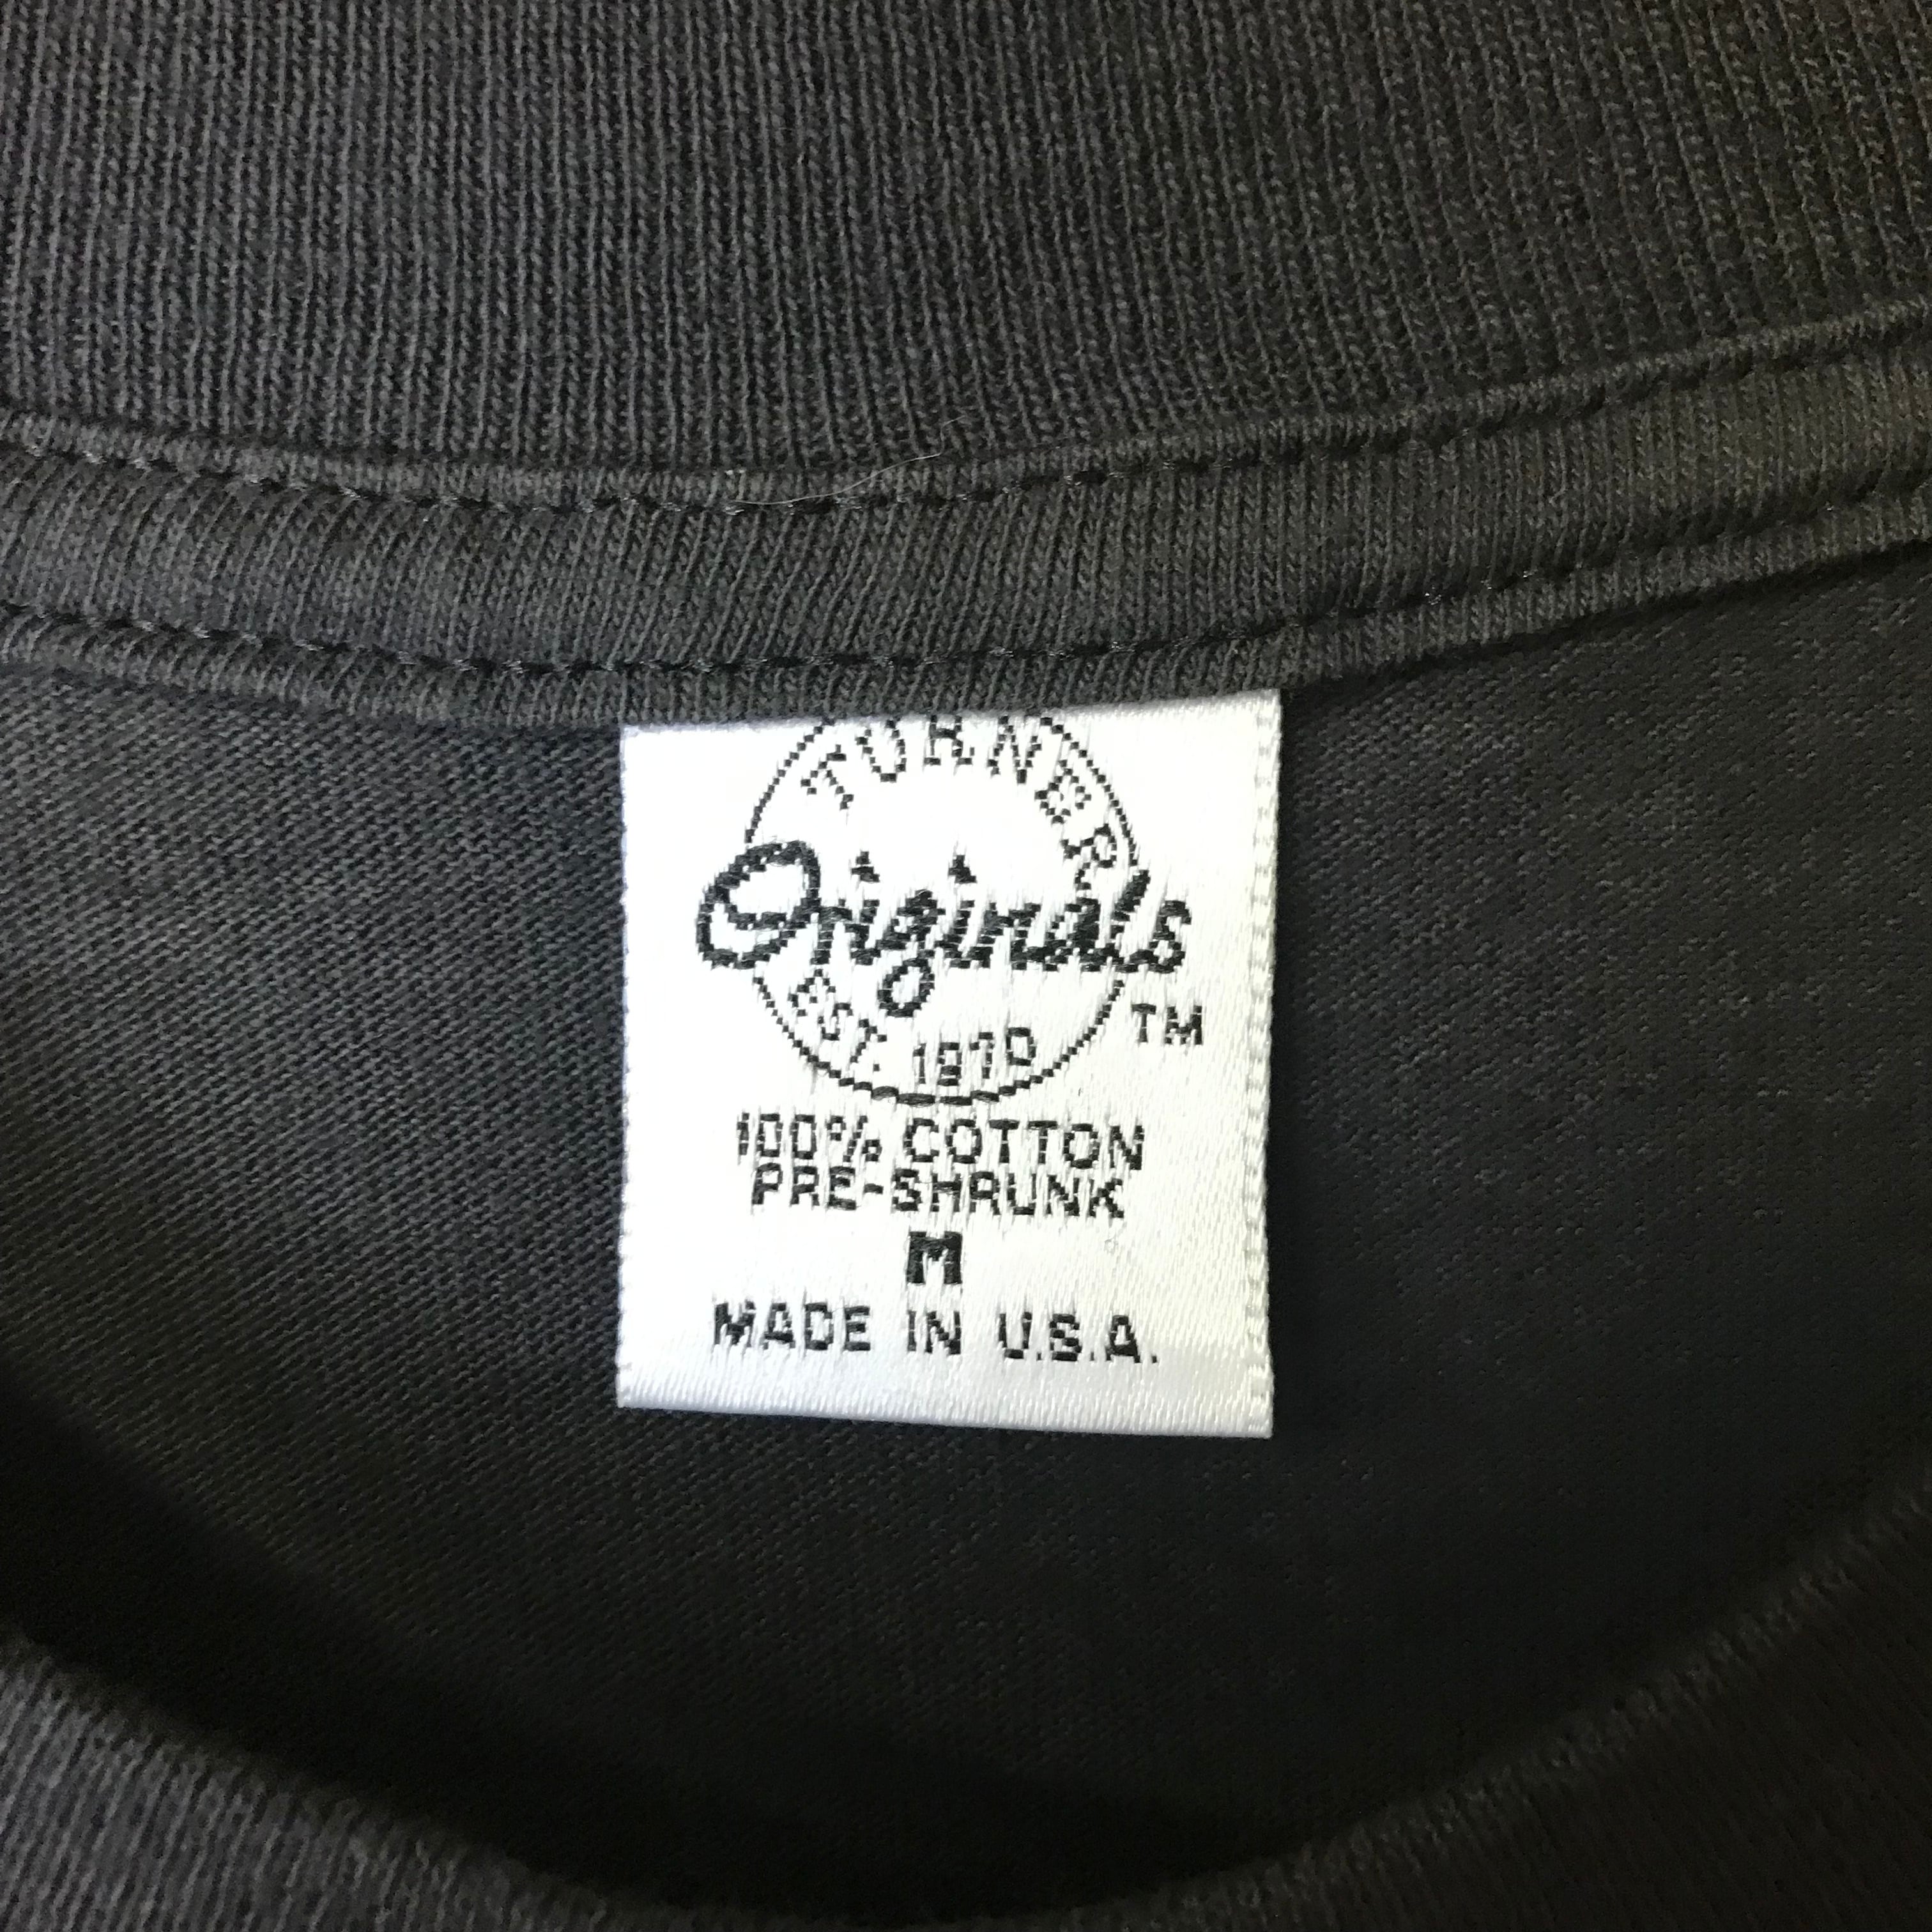 TURNER
Originals
EST. 1970
TM
100% COTTON
PRE-SHRUNK
M
MADE IN U.S.A.